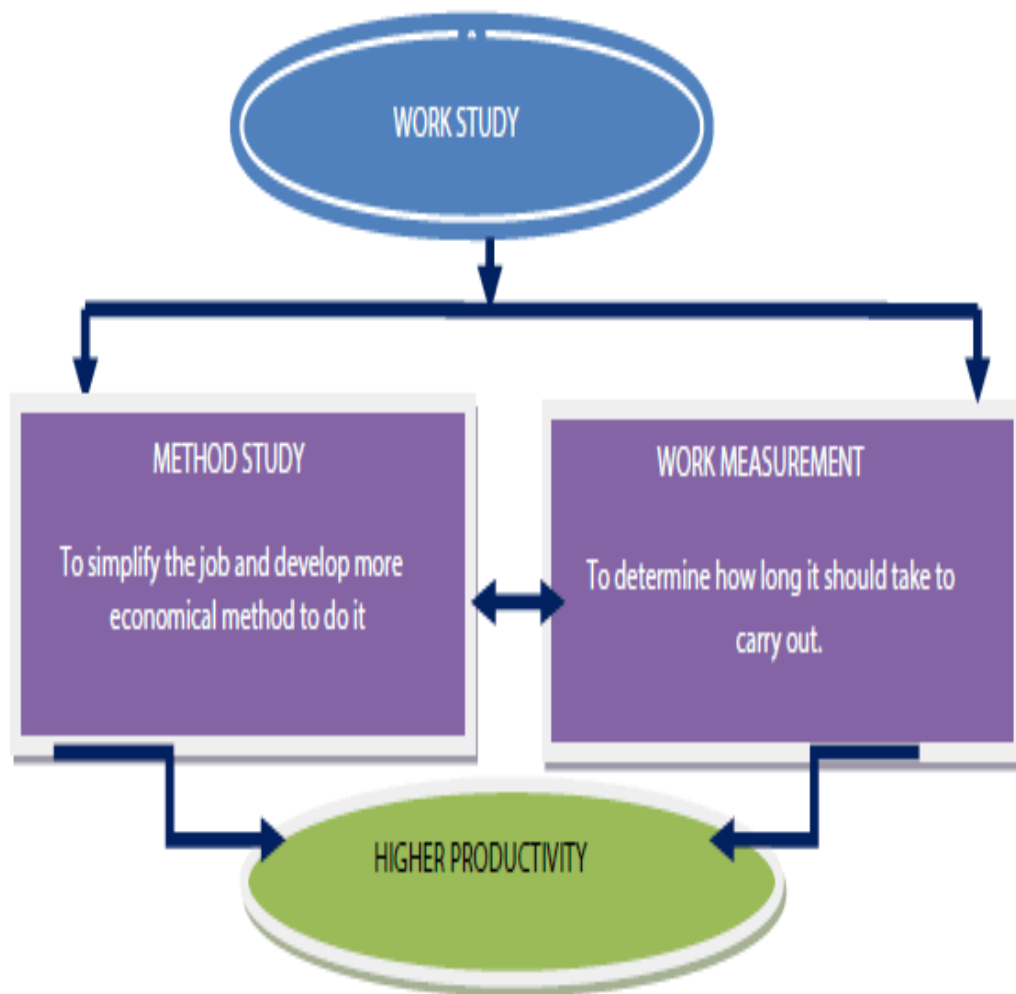 WORK STUDY
METHOD STUDY
To simplify the job and develop more
economical method to do it
WORK MEASUREMENT
To determine how long it should take to
carry out.
HIGHER PRODUCTIVITY